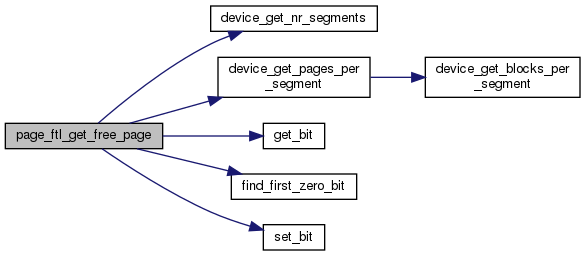 device_get_nr_segments
device_get_pages_per
_segment
device_get_blocks_per
_segment
page_ftl_get_free_page
get_bit
find_first_zero_bit
set_bit